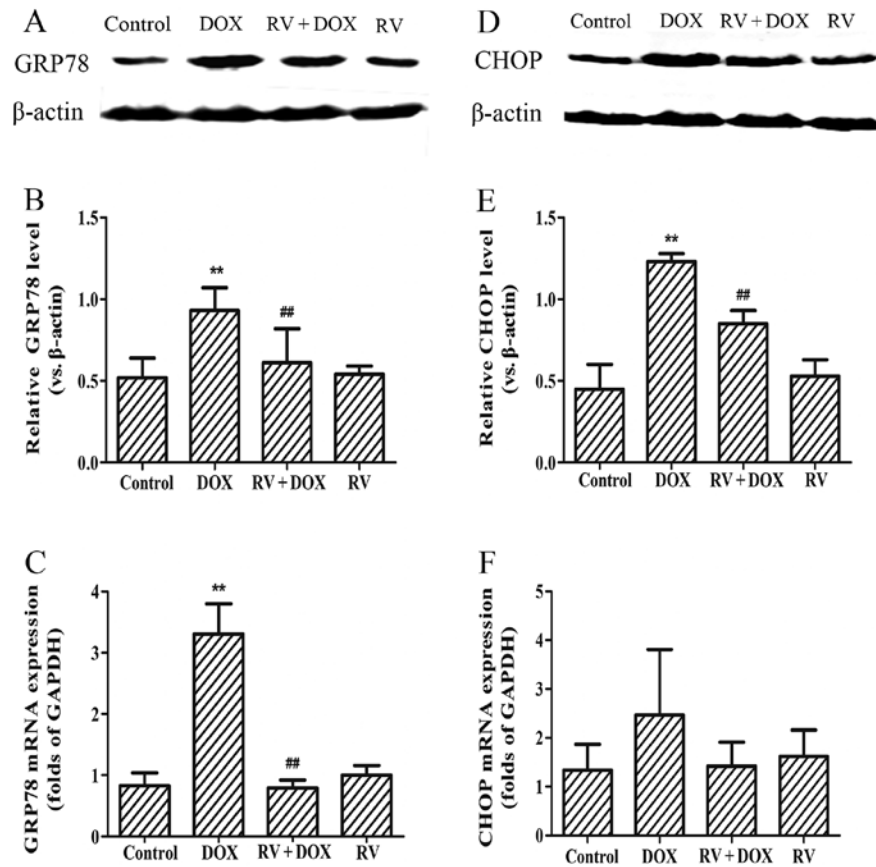 A
Control DOX RV + DOX RV
GRP78
β-actin
D
Control DOX RV + DOX RV
CHOP
β-actin
B
Relative GRP78 level
(vs. β-actin)
1.5
1.0
0.5
0.0
**
##
Control DOX RV + DOX RV
E
Relative CHOP level
(vs. β-actin)
1.5
1.0
0.5
0.0
**
##
Control DOX RV + DOX RV
C
GRP78 mRNA expression
(folds of GAPDH)
4
3
2
1
0
**
##
Control DOX RV + DOX RV
F
CHOP mRNA expression
(folds of GAPDH)
5
4
3
2
1
0
Control DOX RV + DOX RV